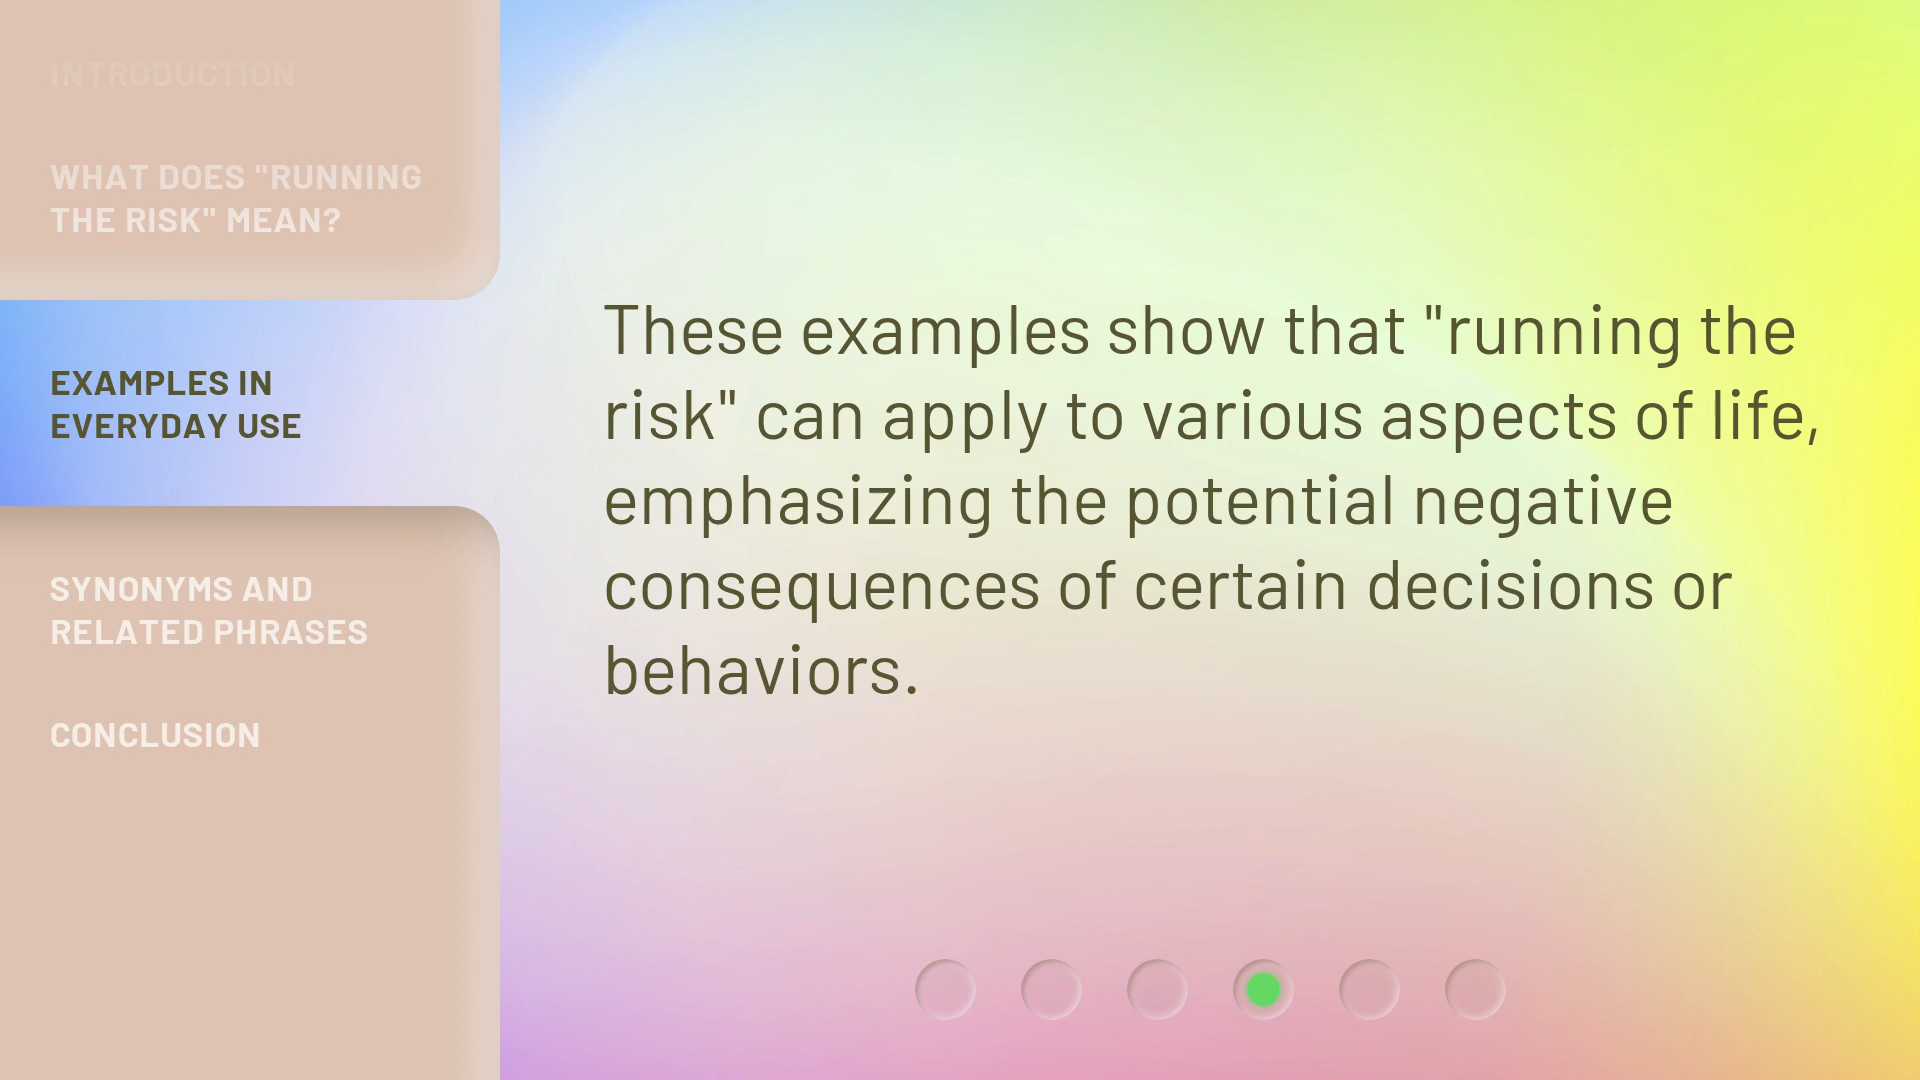 INTRODUCTION
WHAT DOES "RUNNING
THE RISK" MEAN?
EXAMPLES IN
EVERYDAY USE
SYNONYMS AND
RELATED PHRASES
CONCLUSION
These examples show that "running the
risk" can apply to various aspects of life,
emphasizing the potential negative
consequences of certain decisions or
behaviors.